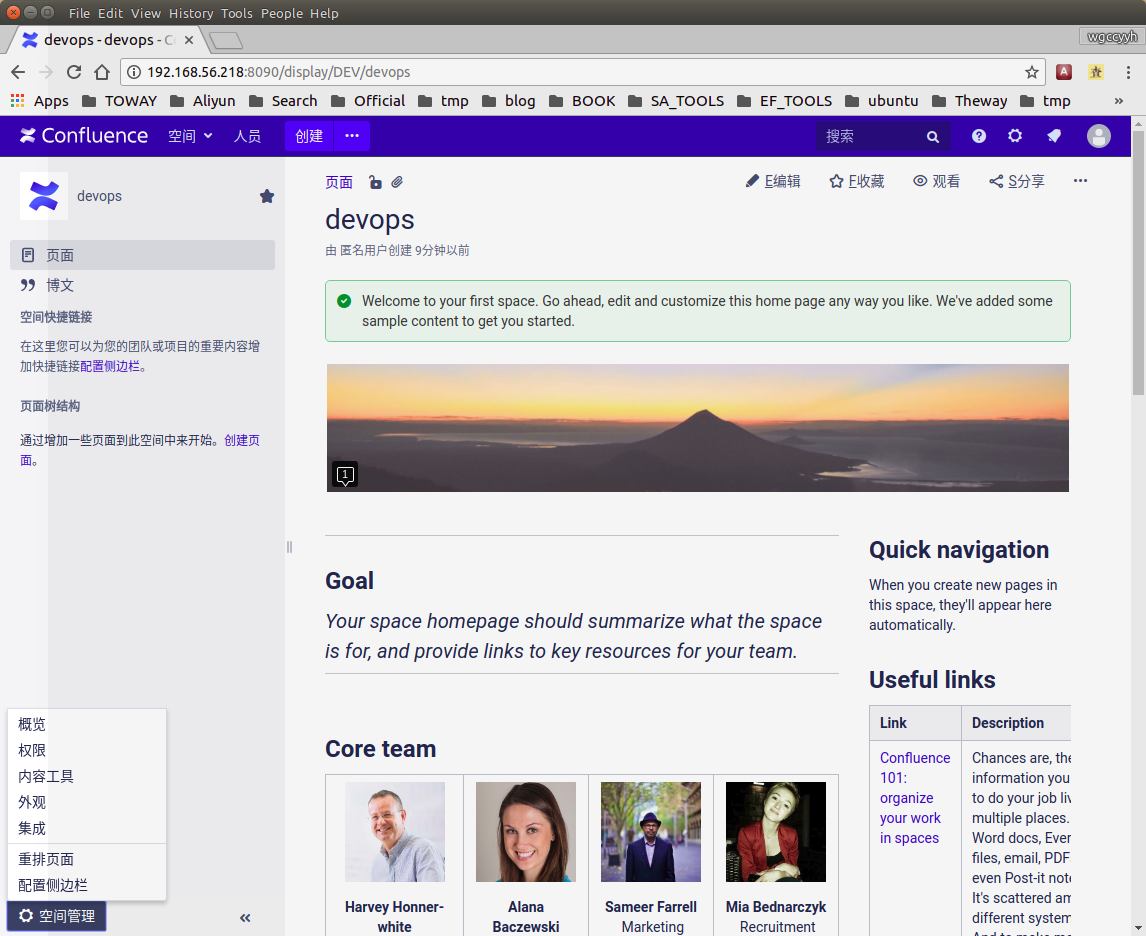 File Edit View History Tools People Help
devops - devops - C
wgccyyh
192.168.56.218:8090/display/DEV/devops
Apps TOWAY Aliyun Search Official tmp blog BOOK SA_TOOLS EF_TOOLS ubuntu Theway tmp »
Confluence 空间 人员 创建 ··· 搜索
devops
页面
博文
空间快捷链接
在这里您可以为您的团队或项目的重要内容增
加快捷链接配置侧边栏。
页面树结构
通过增加一些页面到此空间中来开始。创建页
面。
概览
权限
内容工具
外观
集成
重排页面
配置侧边栏
空间管理
页面
E编辑 F收藏 观看 S分享 ···
devops
由 匿名用户创建 9分钟以前
Welcome to your first space. Go ahead, edit and customize this home page any way you like. We've added some
sample content to get you started.
1
Goal
Your space homepage should summarize what the space
is for, and provide links to key resources for your team.
Core team
Harvey Honner-
white
Alana
Baczewski
Sameer Farrell
Marketing
Mia Bednarczyk
Recruitment
Quick navigation
When you create new pages in
this space, they'll appear here
automatically.
Useful links
Link Description
Confluence
101:
organize
your work
in spaces
Chances are, the
information you
to do your job liv
multiple places.
Word docs, Ever
files, email, PDF
even Post-it note
It's scattered am
different system